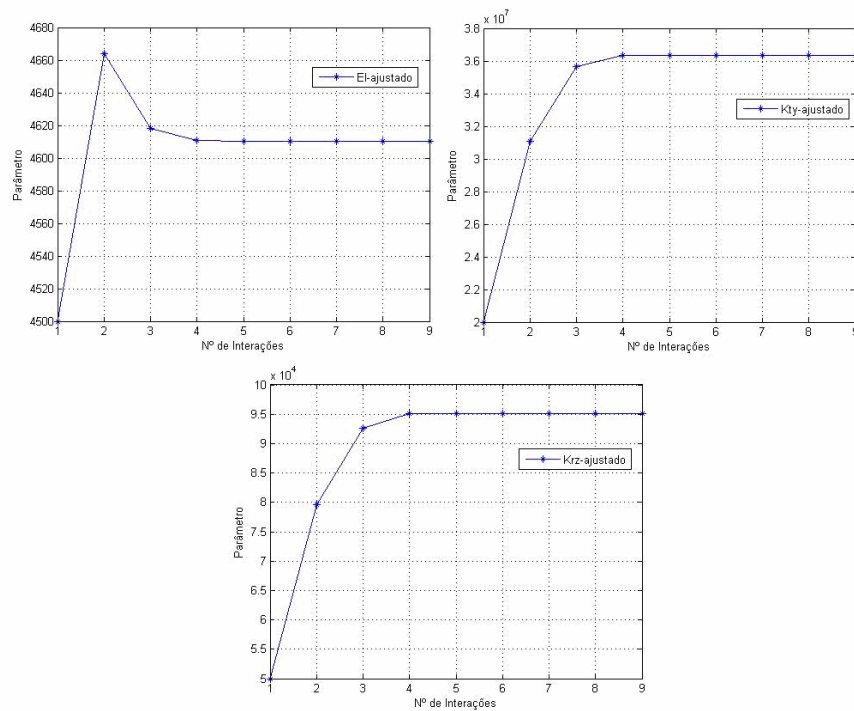 4680
4660
4640
4620
4600
4580
4560
4540
4520
4500
Parâmetro
EI-ajustado
1 2 3 4 5 6 7 8 9
Nº de Interações
x 10^7
3.8
3.6
3.4
3.2
3
2.8
2.6
2.4
2.2
2
Parâmetro
Kty-ajustado
1 2 3 4 5 6 7 8 9
Nº de Interações
x 10^4
10
9.5
9
8.5
8
7.5
7
6.5
6
5.5
5
Parâmetro
Krz-ajustado
1 2 3 4 5 6 7 8 9
Nº de Interações